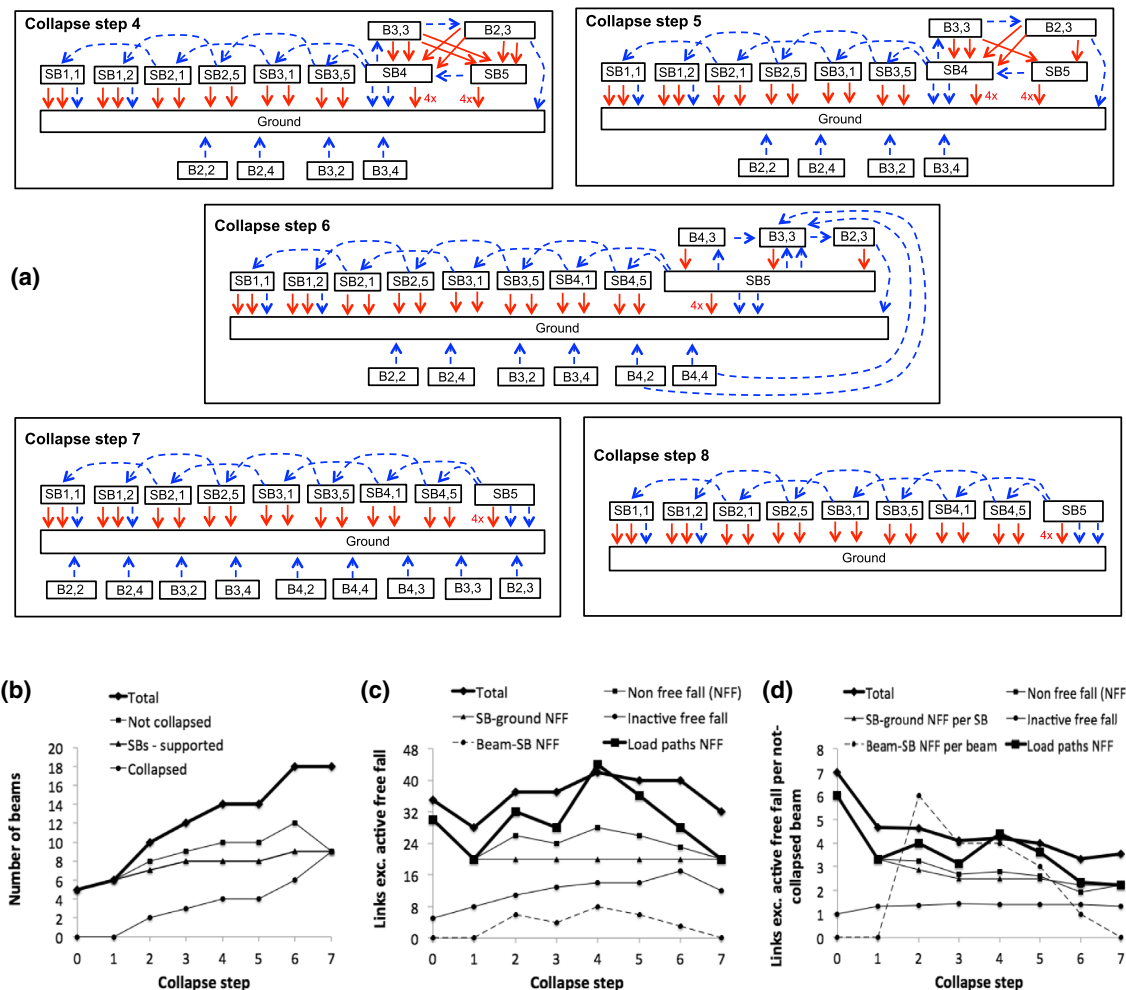 Collapse step 4
B3,3 B2,3
SB1,1 SB1,2 SB2,1 SB2,5 SB3,1 SB3,5 SB4 SB5
4x 4x
Ground
B2,2 B2,4 B3,2 B3,4
Collapse step 5
B3,3 B2,3
SB1,1 SB1,2 SB2,1 SB2,5 SB3,1 SB3,5 SB4 SB5
4x 4x
Ground
B2,2 B2,4 B3,2 B3,4
(a)
Collapse step 6
B4,3 B3,3 B2,3
SB1,1 SB1,2 SB2,1 SB2,5 SB3,1 SB3,5 SB4,1 SB4,5 SB5
4x
Ground
B2,2 B2,4 B3,2 B3,4 B4,2 B4,4
Collapse step 7
SB1,1 SB1,2 SB2,1 SB2,5 SB3,1 SB3,5 SB4,1 SB4,5 SB5
4x
Ground
B2,2 B2,4 B3,2 B3,4 B4,2 B4,4 B4,3 B3,3 B2,3
Collapse step 8
SB1,1 SB1,2 SB2,1 SB2,5 SB3,1 SB3,5 SB4,1 SB4,5 SB5
4x
Ground
(b)
Total
Not collapsed
SBs - supported
Collapsed
Number of beams
20
18
16
14
12
10
8
6
4
2
0
0 1 2 3 4 5 6 7
Collapse step
(c)
Total Non free fall (NFF)
SB-ground NFF Inactive free fall
Beam-SB NFF Load paths NFF
Links exc. active free fall
48
40
32
24
16
8
0
0 1 2 3 4 5 6 7
Collapse step
(d)
Total Non free fall (NFF)
SB-ground NFF per SB Inactive free fall
Beam-SB NFF per beam Load paths NFF
Links exc. active free fall per not-
collapsed beam
8
7
6
5
4
3
2
1
0
0 1 2 3 4 5 6 7
Collapse step